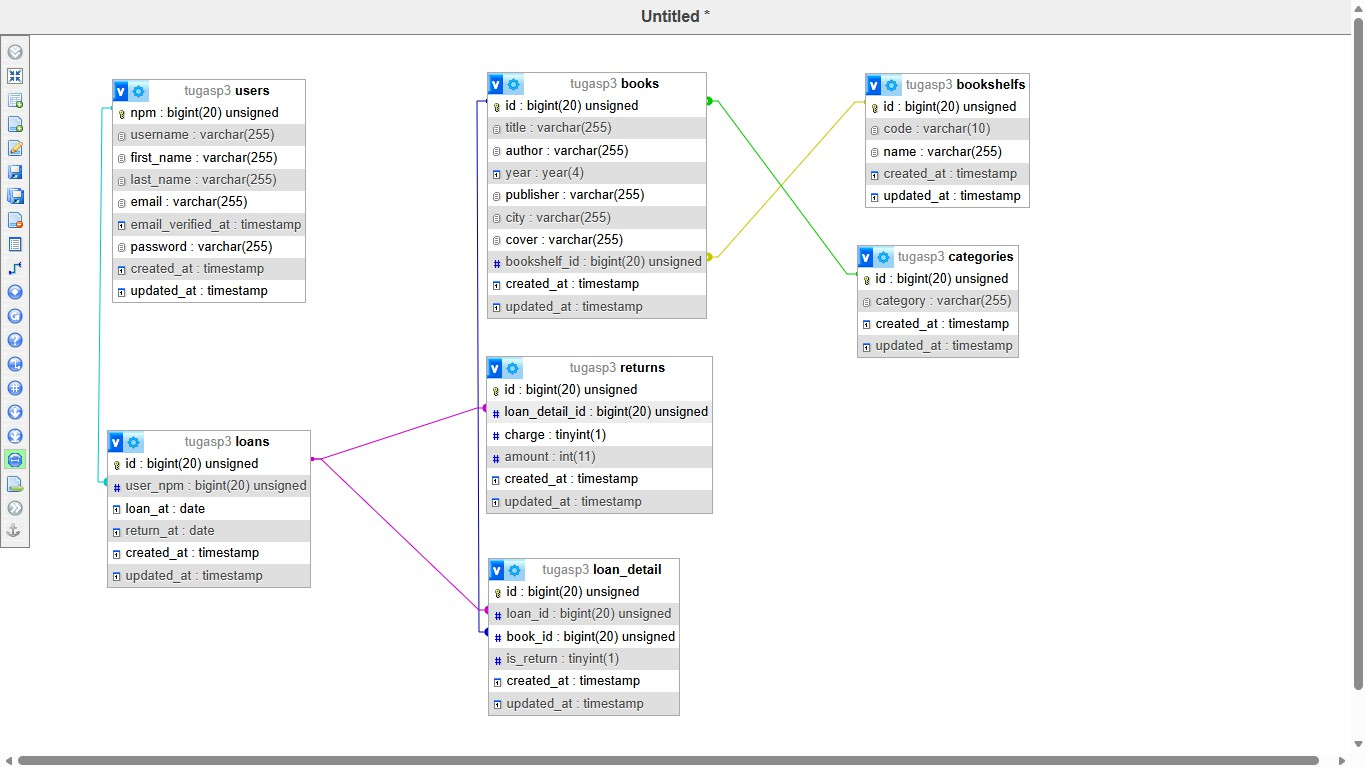 Untitled *
v tugasp3 users
npm : bigint(20) unsigned
username : varchar(255)
first_name : varchar(255)
last_name : varchar(255)
email : varchar(255)
email_verified_at : timestamp
password : varchar(255)
created_at : timestamp
updated_at : timestamp
v tugasp3 books
id : bigint(20) unsigned
title : varchar(255)
author : varchar(255)
year : year(4)
publisher : varchar(255)
city : varchar(255)
cover : varchar(255)
# bookshelf_id : bigint(20) unsigned
created_at : timestamp
updated_at : timestamp
v tugasp3 bookshelfs
id : bigint(20) unsigned
code : varchar(10)
name : varchar(255)
created_at : timestamp
updated_at : timestamp
v tugasp3 categories
id : bigint(20) unsigned
category : varchar(255)
created_at : timestamp
updated_at : timestamp
v tugasp3 returns
id : bigint(20) unsigned
# loan_detail_id : bigint(20) unsigned
# charge : tinyint(1)
# amount : int(11)
created_at : timestamp
updated_at : timestamp
v tugasp3 loans
id : bigint(20) unsigned
# user_npm : bigint(20) unsigned
loan_at : date
return_at : date
created_at : timestamp
updated_at : timestamp
v tugasp3 loan_detail
id : bigint(20) unsigned
# loan_id : bigint(20) unsigned
# book_id : bigint(20) unsigned
# is_return : tinyint(1)
created_at : timestamp
updated_at : timestamp